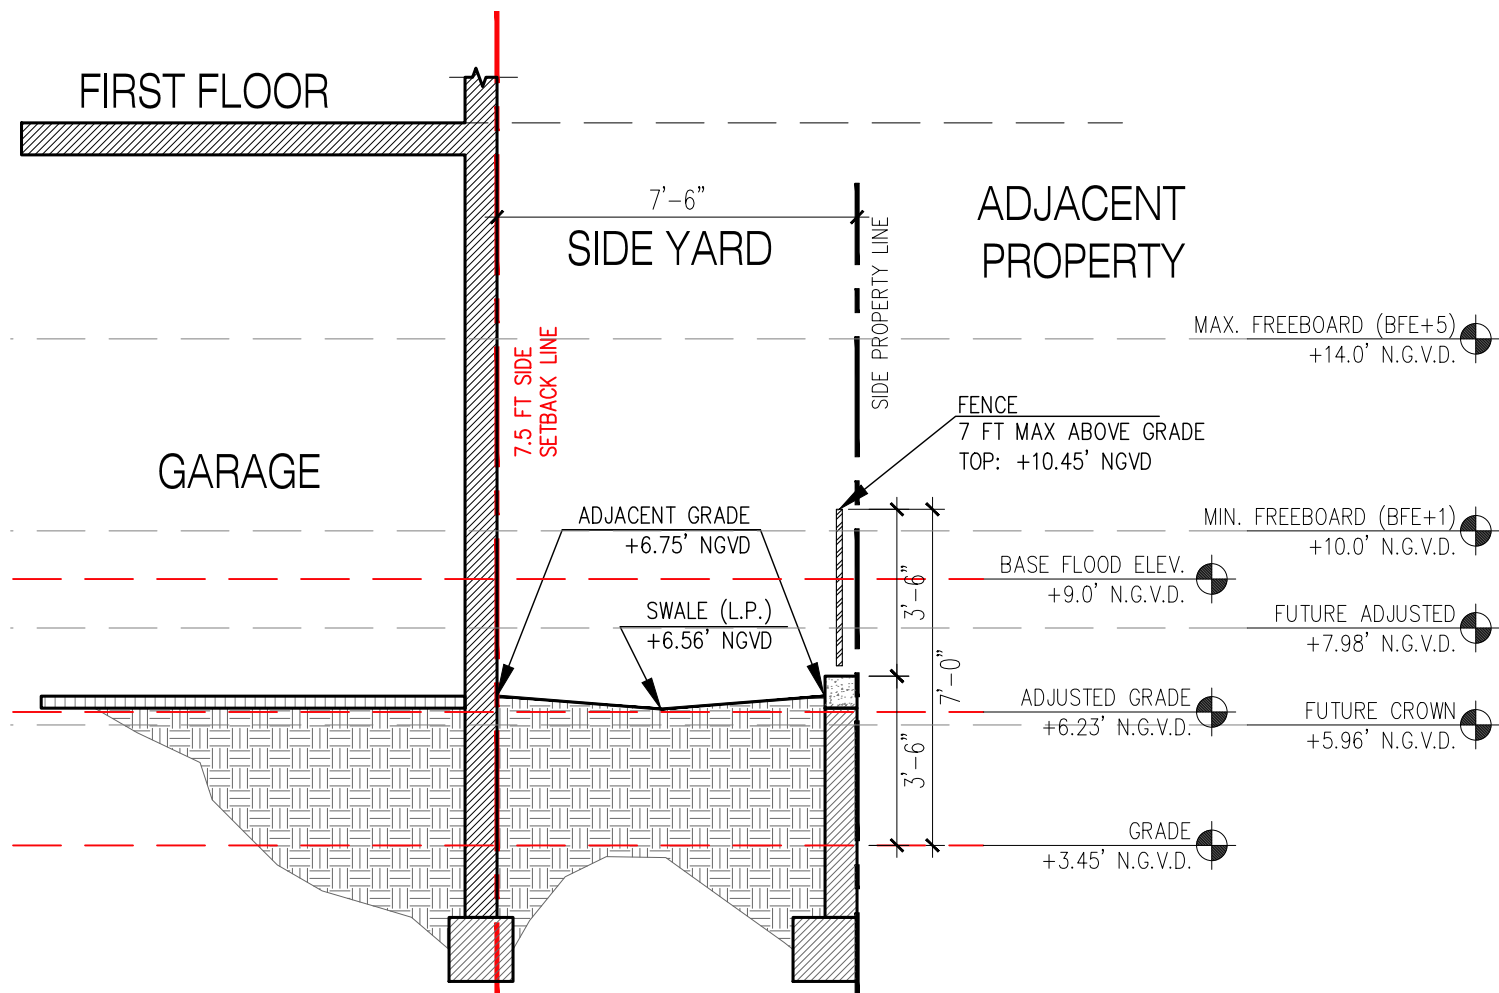 FIRST FLOOR
7'-6"
SIDE YARD
ADJACENT
PROPERTY
SIDE PROPERTY LINE
7.5 FT SIDE
SETBACK LINE
MAX. FREEBOARD (BFE+5)
+14.0' N.G.V.D.
FENCE
7 FT MAX ABOVE GRADE
TOP: +10.45' NGVD
GARAGE
ADJACENT GRADE
+6.75' NGVD
MIN. FREEBOARD (BFE+1)
+10.0' N.G.V.D.
BASE FLOOD ELEV.
+9.0' N.G.V.D.
3'-6"
SWALE (L.P.)
+6.56' NGVD
FUTURE ADJUSTED
+7.98' N.G.V.D.
7'-0"
ADJUSTED GRADE
+6.23' N.G.V.D.
FUTURE CROWN
+5.96' N.G.V.D.
3'-6"
GRADE
+3.45' N.G.V.D.